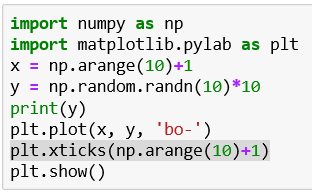 import numpy as np
import matplotlib.pylab as plt
x = np.arange(10)+1
y = np.random.randn(10)*10
print(y)
plt.plot(x, y, 'bo-')
plt.xticks(np.arange(10)+1)
plt.show()